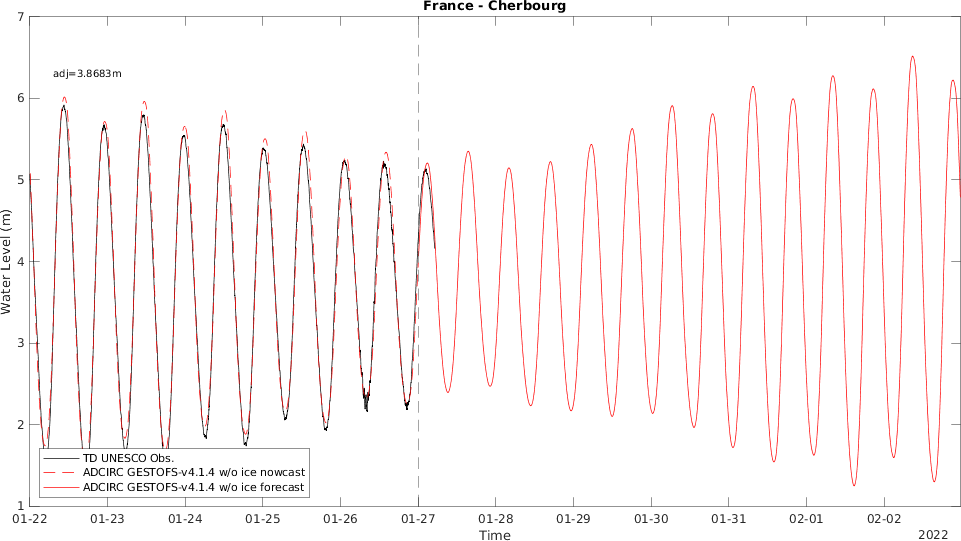 France - Cherbourg
adj=3.8683m
7
6
5
4
3
2
1
Water Level (m)
TD UNESCO Obs.
ADCIRC GESTOFS-v4.1.4 w/o ice nowcast
ADCIRC GESTOFS-v4.1.4 w/o ice forecast
01-22 01-23 01-24 01-25 01-26 01-27 01-28 01-29 01-30 01-31 02-01 02-02
Time
2022